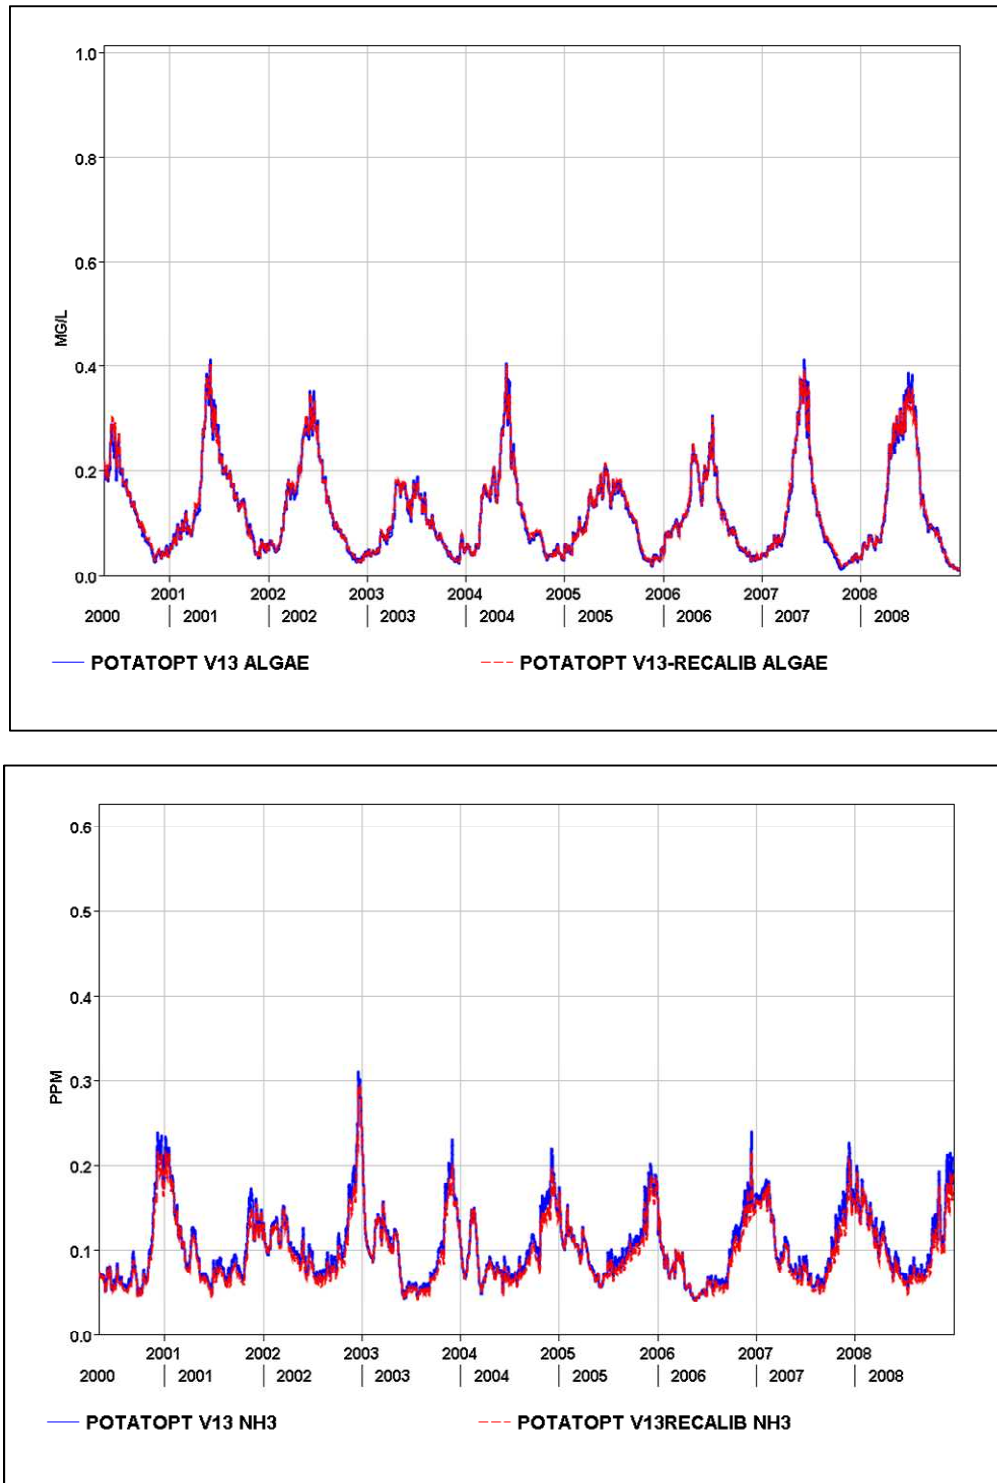 1.0
0.8
0.6
MG/L
0.4
0.2
0.0
2001 2002 2003 2004 2005 2006 2007 2008
2000 | 2001 | 2002 | 2003 | 2004 | 2005 | 2006 | 2007 | 2008
POTATOPT V13 ALGAE POTATOPT V13-RECALIB ALGAE
0.6
0.5
0.4
PPM
0.3
0.2
0.1
0.0
2001 2002 2003 2004 2005 2006 2007 2008
2000 | 2001 | 2002 | 2003 | 2004 | 2005 | 2006 | 2007 | 2008
POTATOPT V13 NH3 POTATOPT V13RECALIB NH3